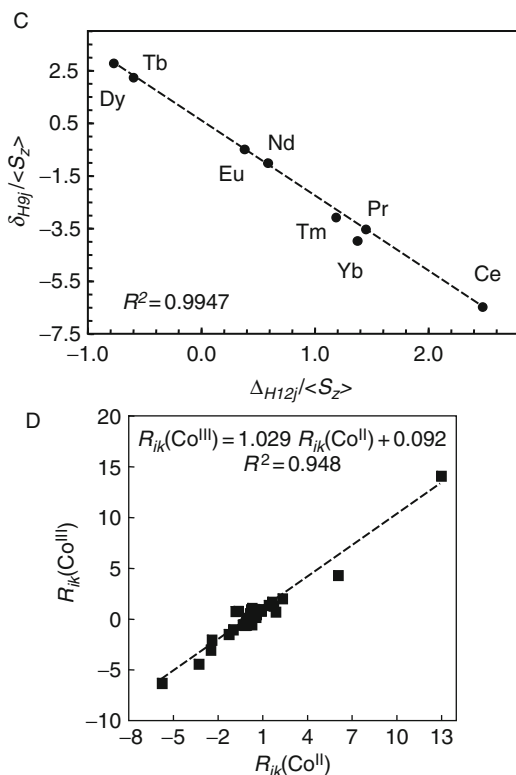 C
2.5
0.5
−1.5
−3.5
−5.5
−7.5
δH9j/<Sz>
Tb
Dy
Nd
Eu
Pr
Tm
Yb
Ce
R² = 0.9947
−1.0
0.0
1.0
2.0
ΔH12j/<Sz>
D
20
15
10
5
0
−5
−10
Rik(CoIII)
Rik(CoIII) = 1.029 Rik(CoII) + 0.092
R² = 0.948
−8
−5
−2
1
4
7
10
13
Rik(CoII)